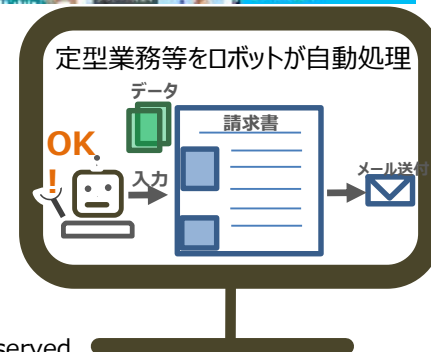 定型業務等をロボットが自動処理
データ
請求書
OK
!
入力
メール送付
served